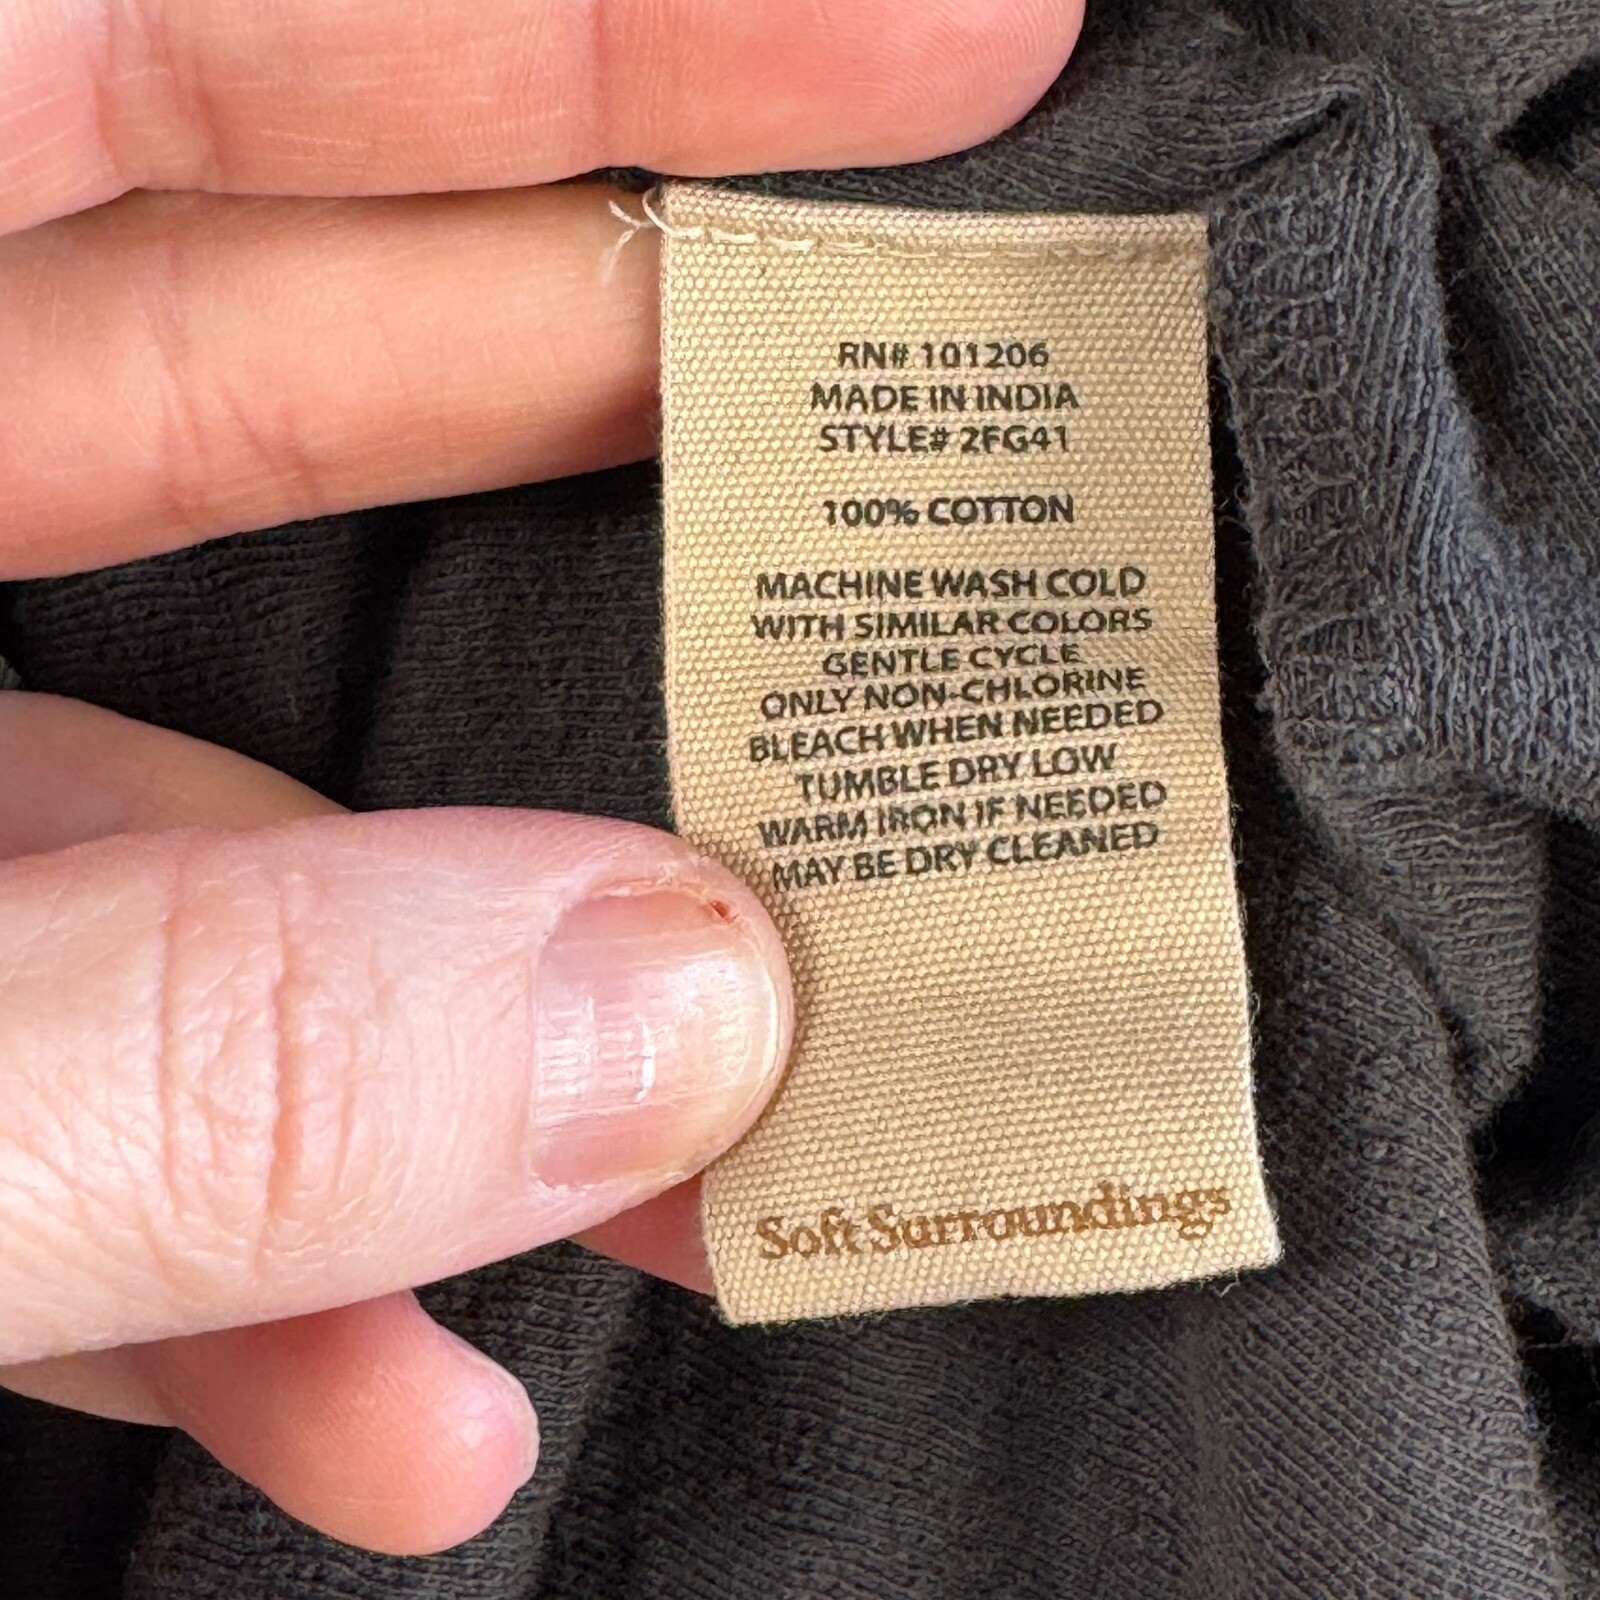 RN# 101206
MADE IN INDIA
STYLE# 2FG41
100% COTTON
MACHINE WASH COLD
WITH SIMILAR COLORS
GENTLE CYCLE
ONLY NON-CHLORINE
BLEACH WHEN NEEDED
TUMBLE DRY LOW
WARM IRON IF NEEDED
MAY BE DRY CLEANED
Soft Surroundings